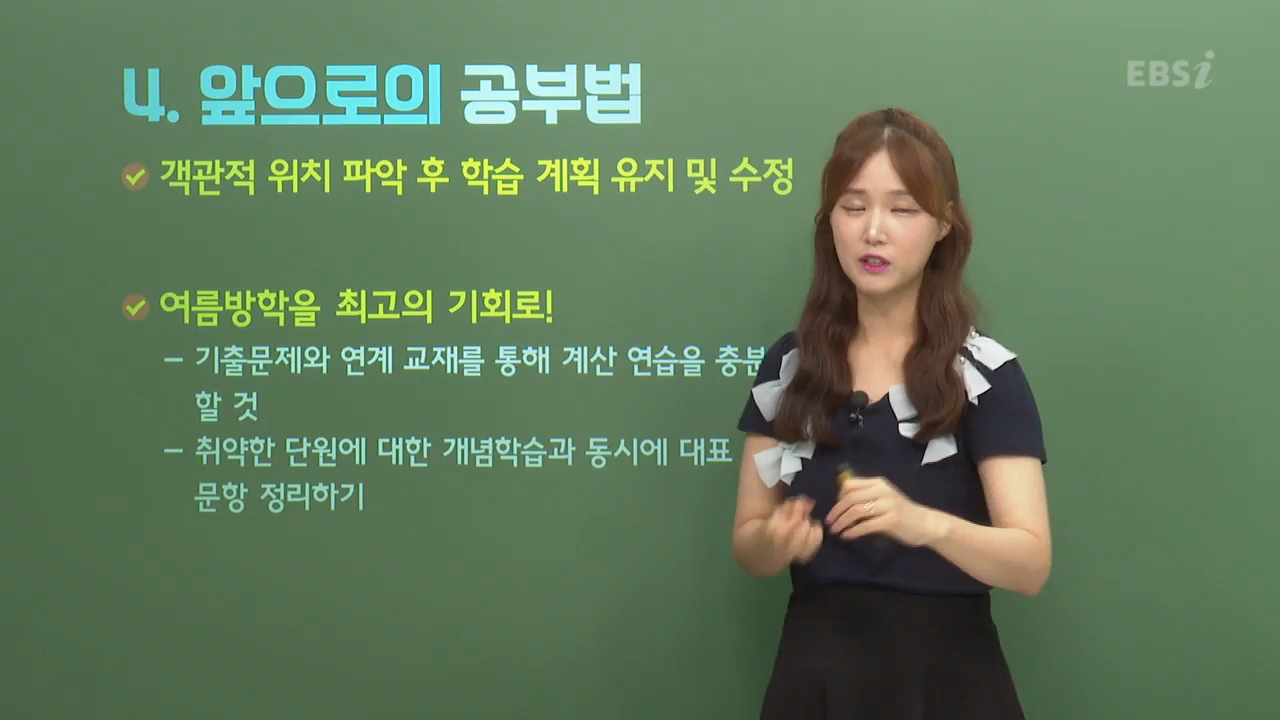 EBSi
4. 앞으로의 공부법
객관적 위치 파악 후 학습 계획 유지 및 수정
여름방학을 최고의 기회로!
– 기출문제와 연계 교재를 통해 계산 연습을
할 것
– 취약한 단원에 대한 개념학습과 동시에 대표
문항 정리하기